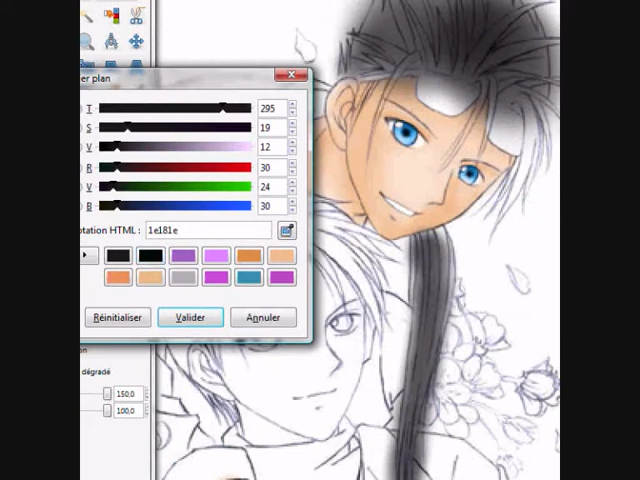 er plan
T 295
S 19
V 12
R 30
V 24
B 30
otation HTML : 1e181e
Réinitialiser Valider Annuler
on
dégradé
150,0
100,0